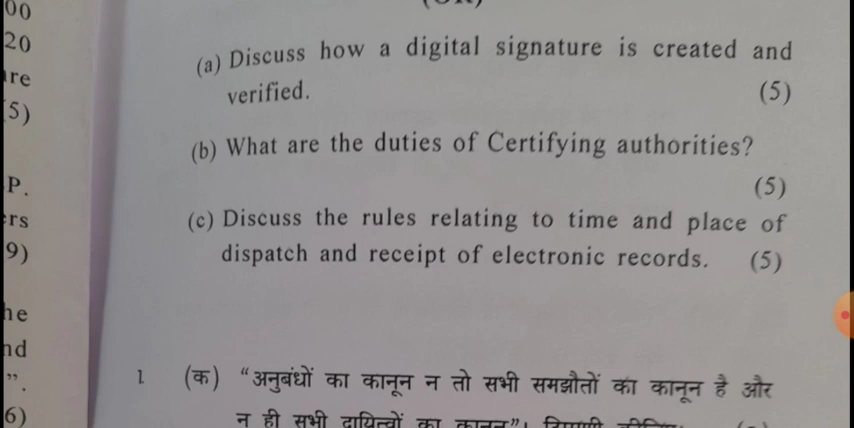 00
20
are
5)
P.
ers
9)
he
nd
”.
6)
(a) Discuss how a digital signature is created and
verified. (5)
(b) What are the duties of Certifying authorities?
(5)
(c) Discuss the rules relating to time and place of
dispatch and receipt of electronic records. (5)
1 (क) “अनुबंधों का कानून न तो सभी समझौतों का कानून है और
न ही सभी दायित्वों का कानून”।